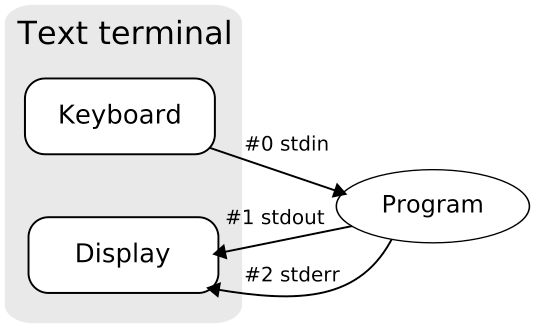 Text terminal
Keyboard
#0 stdin
Program
#1 stdout
Display
#2 stderr